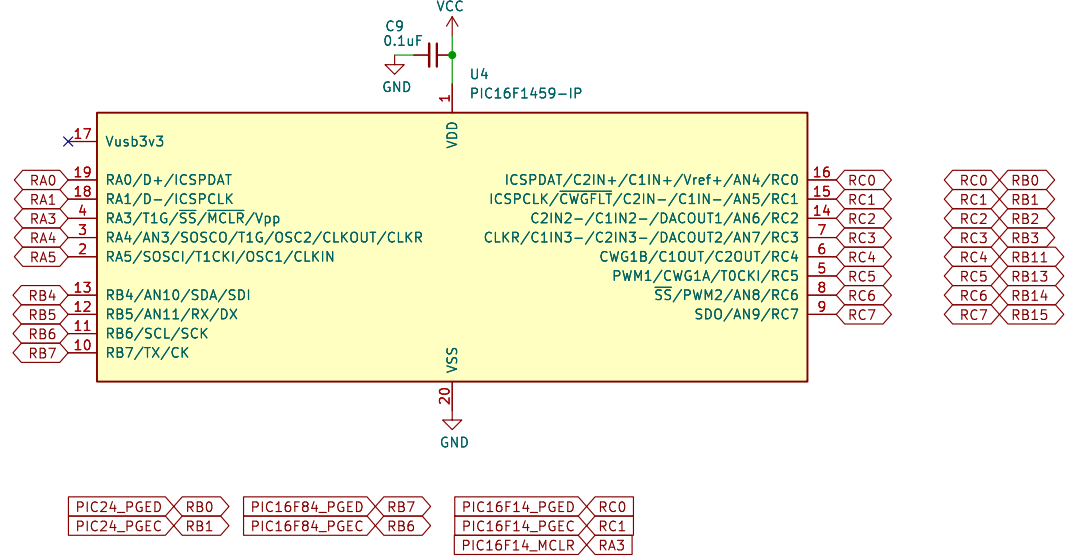 VCC
C9
0.1uF
GND
U4
PIC16F1459-IP
1
VDD
17 Vusb3v3
RA0 19 RA0/D+/ICSPDAT
RA1 18 RA1/D-/ICSPCLK
RA3 4 RA3/T1G/SS/MCLR/Vpp
RA4 3 RA4/AN3/SOSCO/T1G/OSC2/CLKOUT/CLKR
RA5 2 RA5/SOSCI/T1CKI/OSC1/CLKIN
RB4 13 RB4/AN10/SDA/SDI
RB5 12 RB5/AN11/RX/DX
RB6 11 RB6/SCL/SCK
RB7 10 RB7/TX/CK
ICSPDAT/C2IN+/C1IN+/Vref+/AN4/RC0 16 RC0
ICSPCLK/CWGFLT/C2IN-/C1IN-/AN5/RC1 15 RC1
C2IN2-/C1IN2-/DACOUT1/AN6/RC2 14 RC2
CLKR/C1IN3-/C2IN3-/DACOUT2/AN7/RC3 7 RC3
CWG1B/C1OUT/C2OUT/RC4 6 RC4
PWM1/CWG1A/T0CKI/RC5 5 RC5
SS/PWM2/AN8/RC6 8 RC6
SDO/AN9/RC7 9 RC7
RC0 RB0
RC1 RB1
RC2 RB2
RC3 RB3
RC4 RB11
RC5 RB13
RC6 RB14
RC7 RB15
VSS
20
GND
PIC24_PGED RB0
PIC24_PGEC RB1
PIC16F84_PGED RB7
PIC16F84_PGEC RB6
PIC16F14_PGED RC0
PIC16F14_PGEC RC1
PIC16F14_MCLR RA3